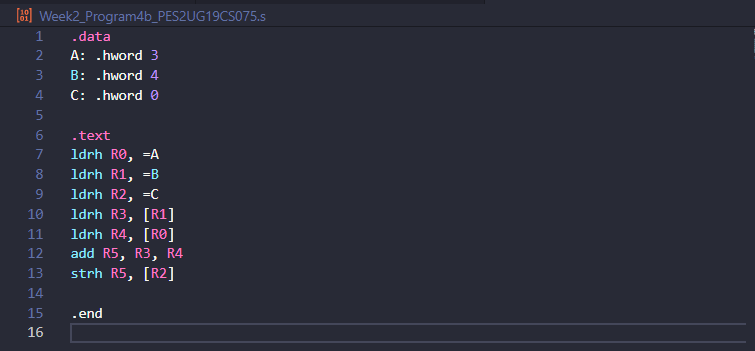 10 01 Week2_Program4b_PES2UG19CS075.s
1 .data
2 A: .hword 3
3 B: .hword 4
4 C: .hword 0
5
6 .text
7 ldrh R0, =A
8 ldrh R1, =B
9 ldrh R2, =C
10 ldrh R3, [R1]
11 ldrh R4, [R0]
12 add R5, R3, R4
13 strh R5, [R2]
14
15 .end
16